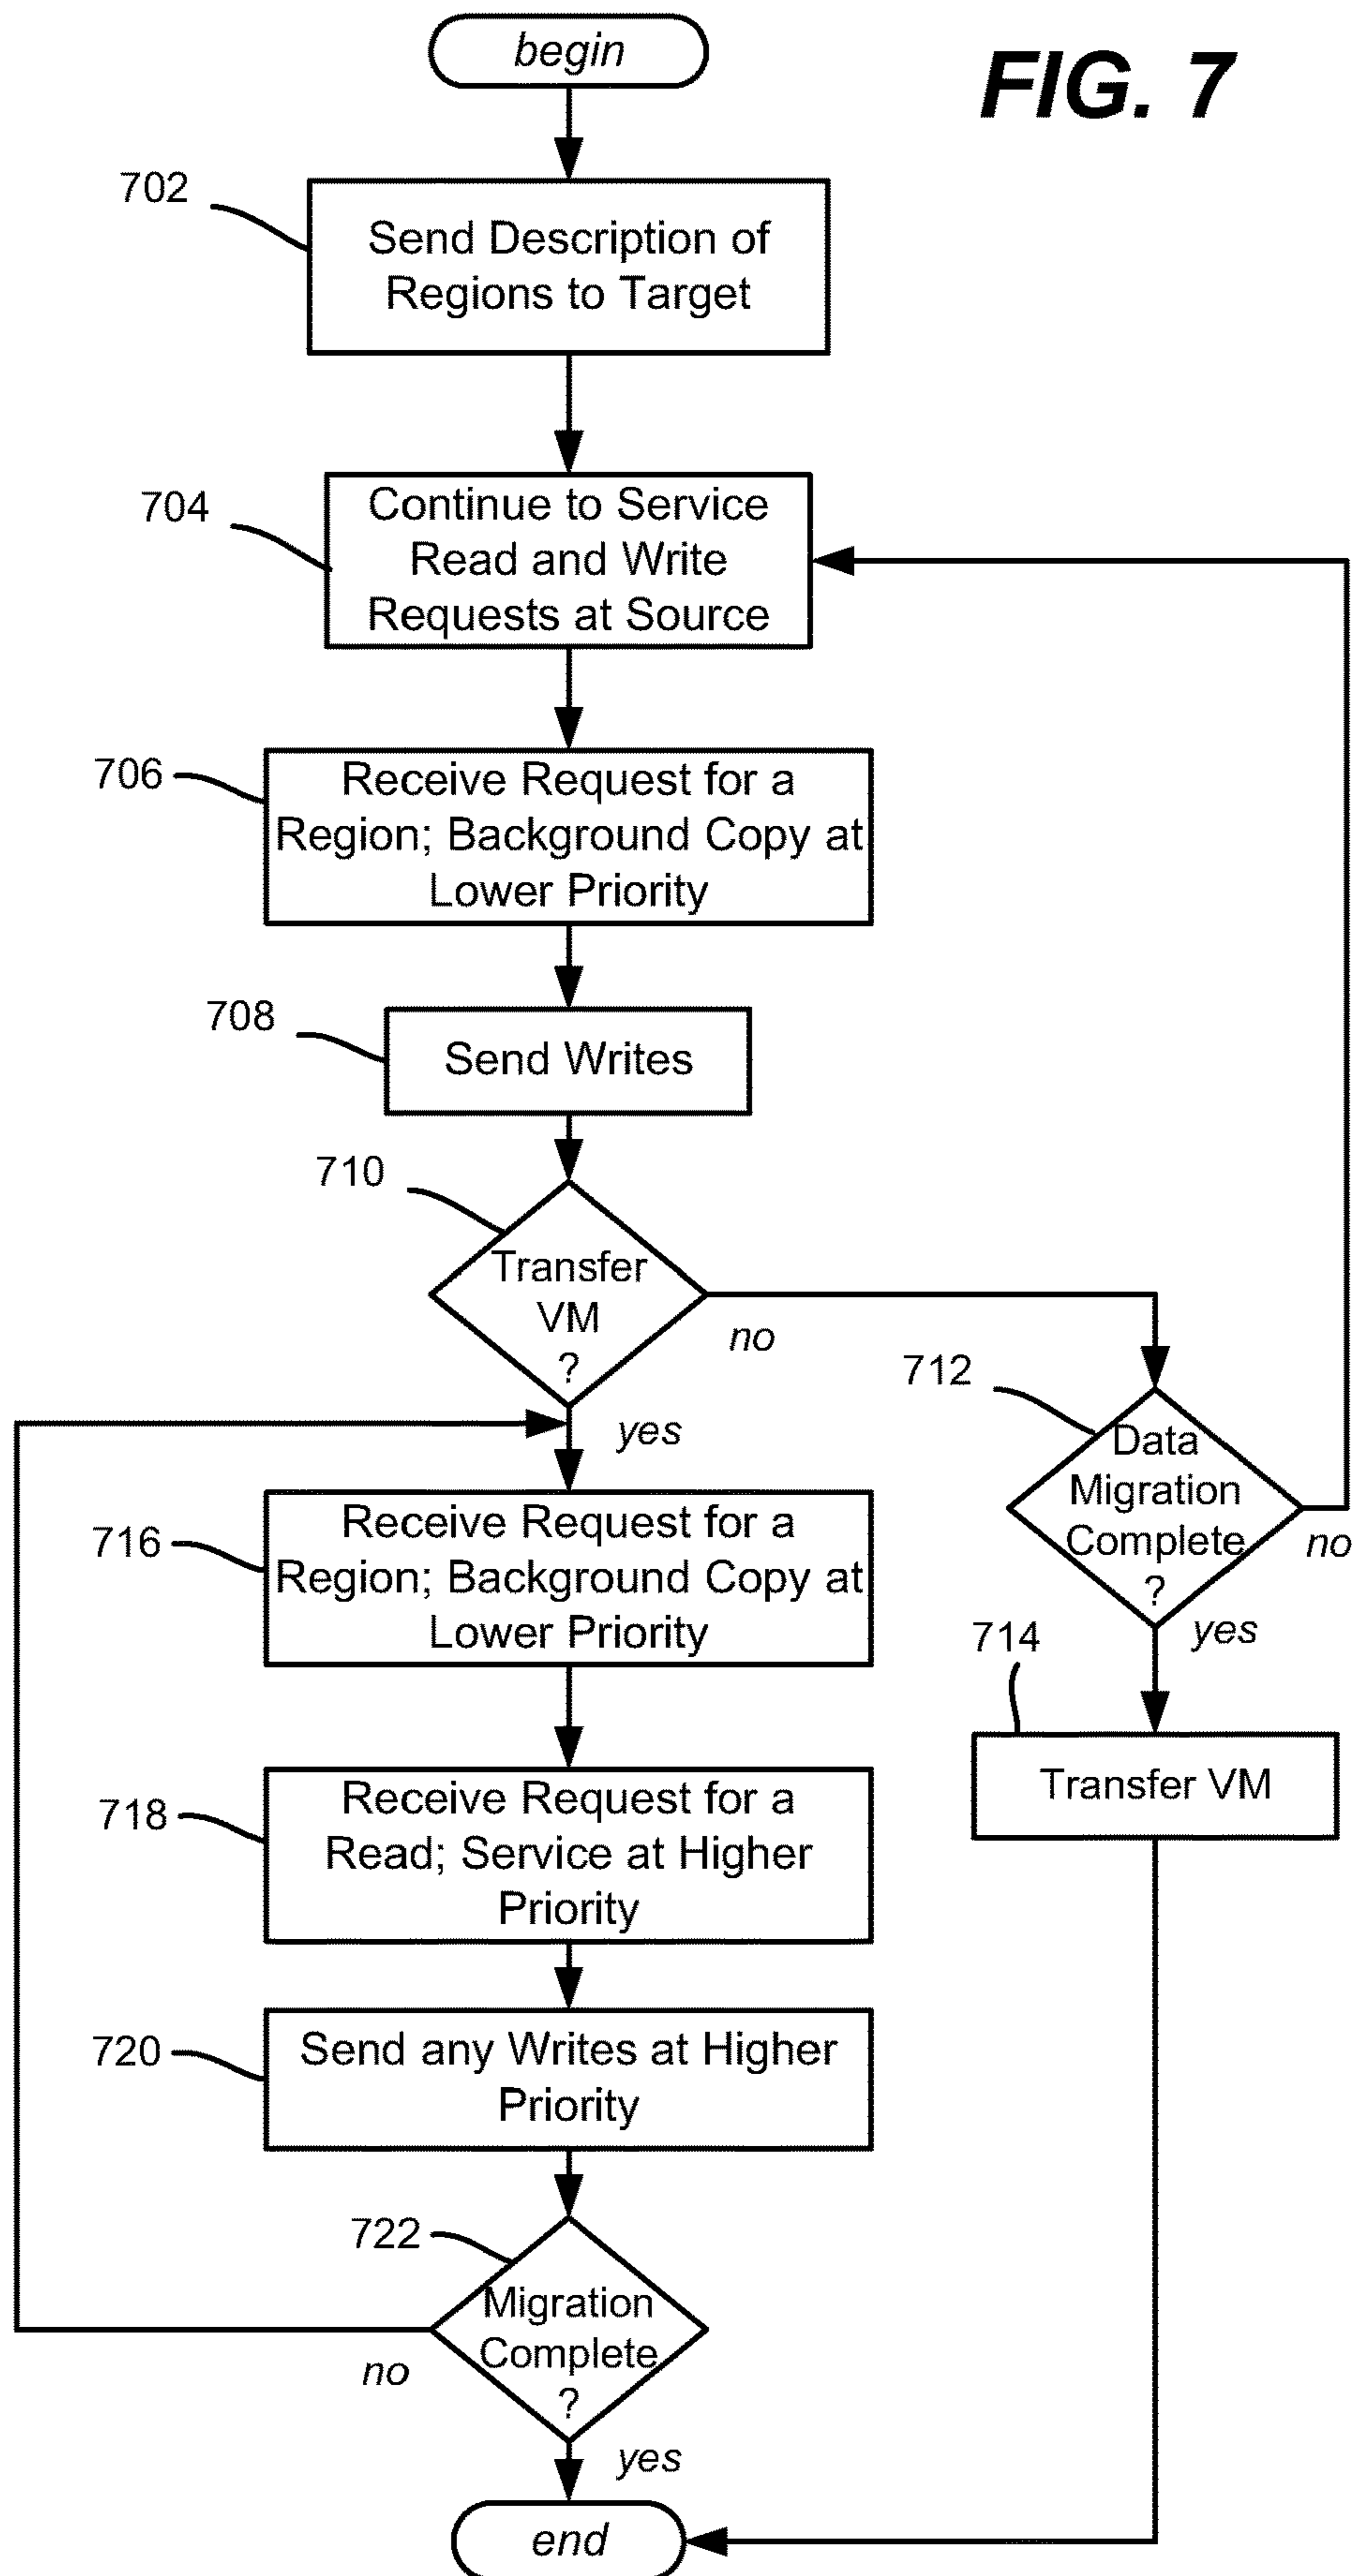 begin
FIG. 7
702
Send Description of
Regions to Target
704
Continue to Service
Read and Write
Requests at Source
706
Receive Request for a
Region; Background Copy at
Lower Priority
708
Send Writes
710
Transfer
VM
?
no
yes
712
Data
Migration
Complete
?
no
yes
714
Transfer VM
716
Receive Request for a
Region; Background Copy at
Lower Priority
718
Receive Request for a
Read; Service at Higher
Priority
720
Send any Writes at Higher
Priority
722
Migration
Complete
?
no
yes
end